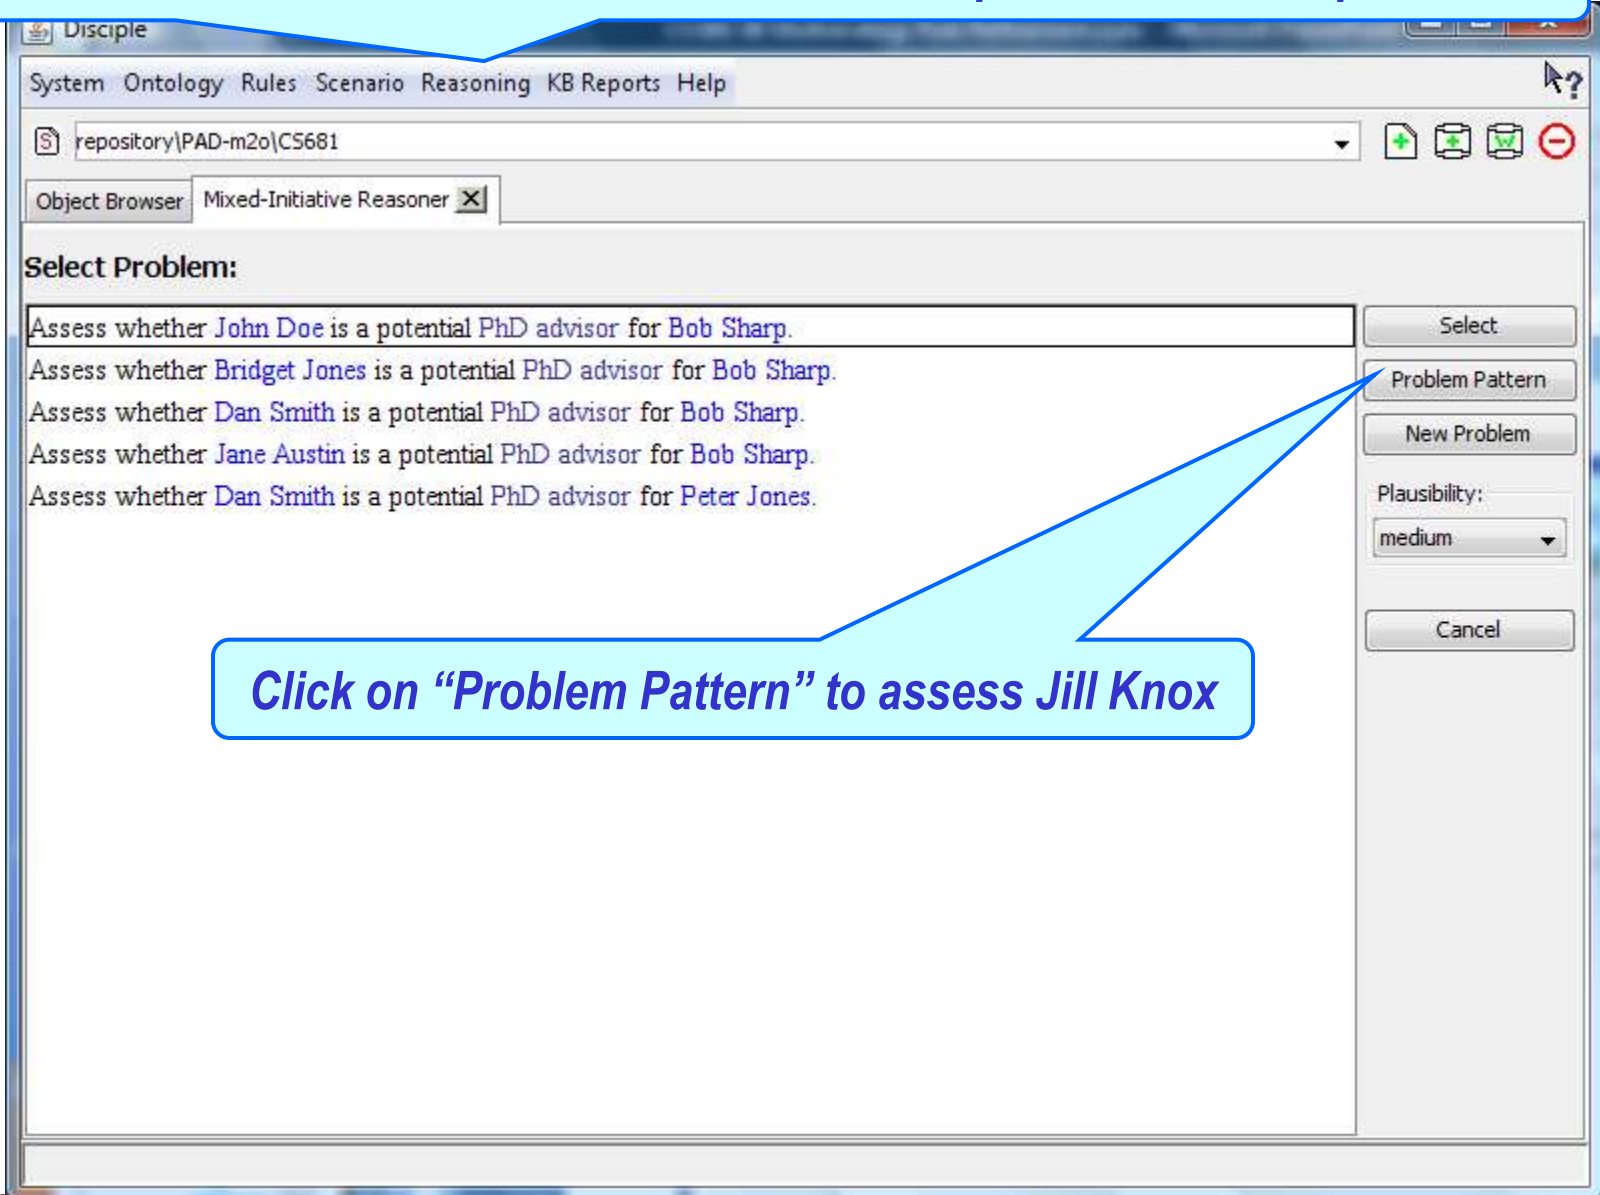 Disciple
System Ontology Rules Scenario Reasoning KB Reports Help
repository\PAD-m2o\CS681
Object Browser Mixed-Initiative Reasoner
Select Problem:
Assess whether John Doe is a potential PhD advisor for Bob Sharp.
Assess whether Bridget Jones is a potential PhD advisor for Bob Sharp.
Assess whether Dan Smith is a potential PhD advisor for Bob Sharp.
Assess whether Jane Austin is a potential PhD advisor for Bob Sharp.
Assess whether Dan Smith is a potential PhD advisor for Peter Jones.
Select
Problem Pattern
New Problem
Plausibility:
medium
Cancel
Click on “Problem Pattern” to assess Jill Knox